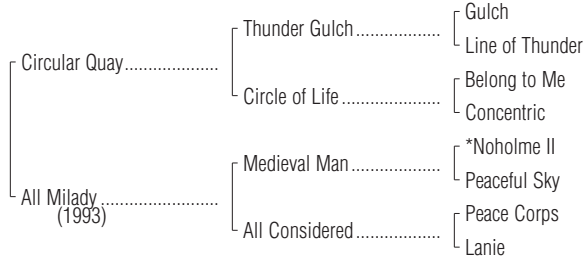 Gulch
Thunder Gulch....................
Line of Thunder
Circular Quay......................
Belong to Me
Circle of Life.......................
Concentric
*Noholme II
Medieval Man.....................
Peaceful Sky
All Milady...........................
(1993)
Peace Corps
All Considered....................
Lanie